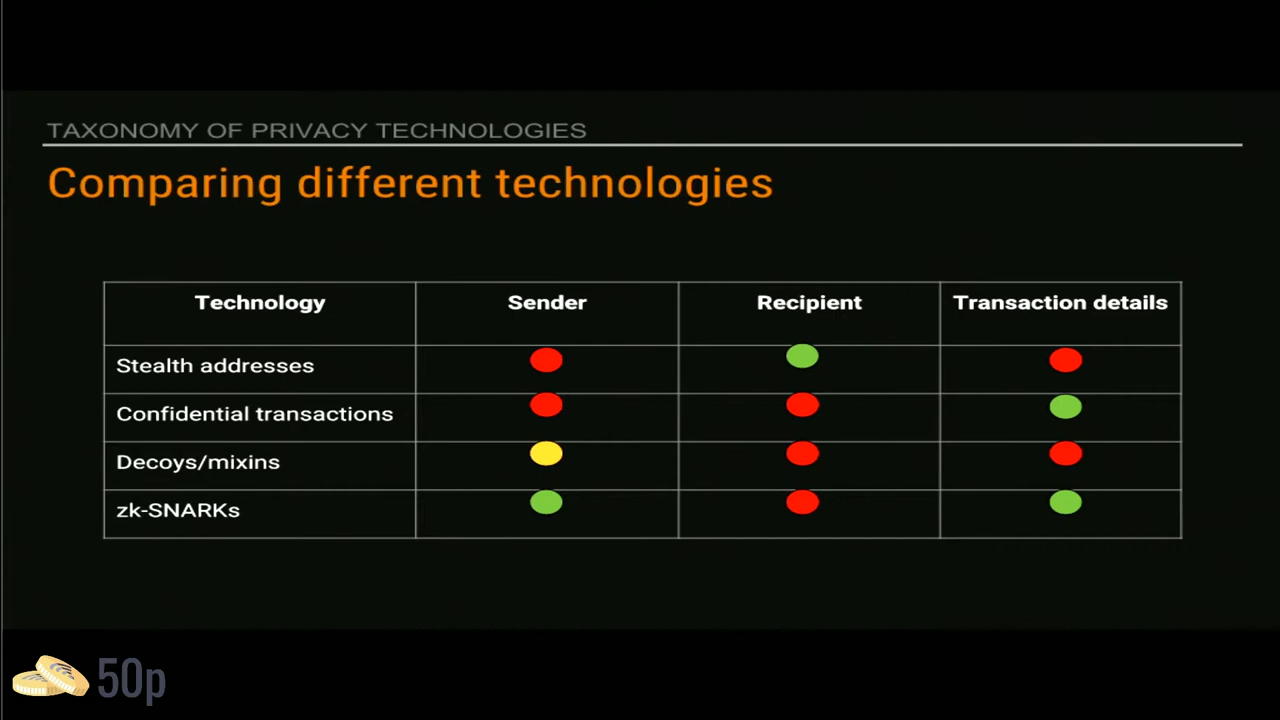 TAXONOMY OF PRIVACY TECHNOLOGIES
Comparing different technologies
Technology Sender Recipient Transaction details
Stealth addresses
Confidential transactions
Decoys/mixins
zk-SNARKs
50p